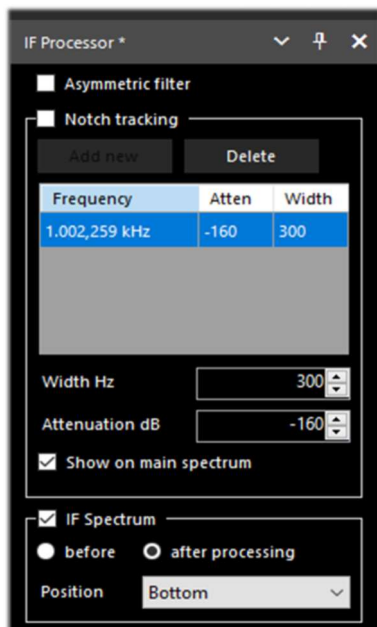 IF Processor *
Asymmetric filter
Notch tracking
Add new Delete
Frequency Atten Width
1.002,259 kHz -160 300
Width Hz 300
Attenuation dB -160
Show on main spectrum
IF Spectrum
before after processing
Position Bottom